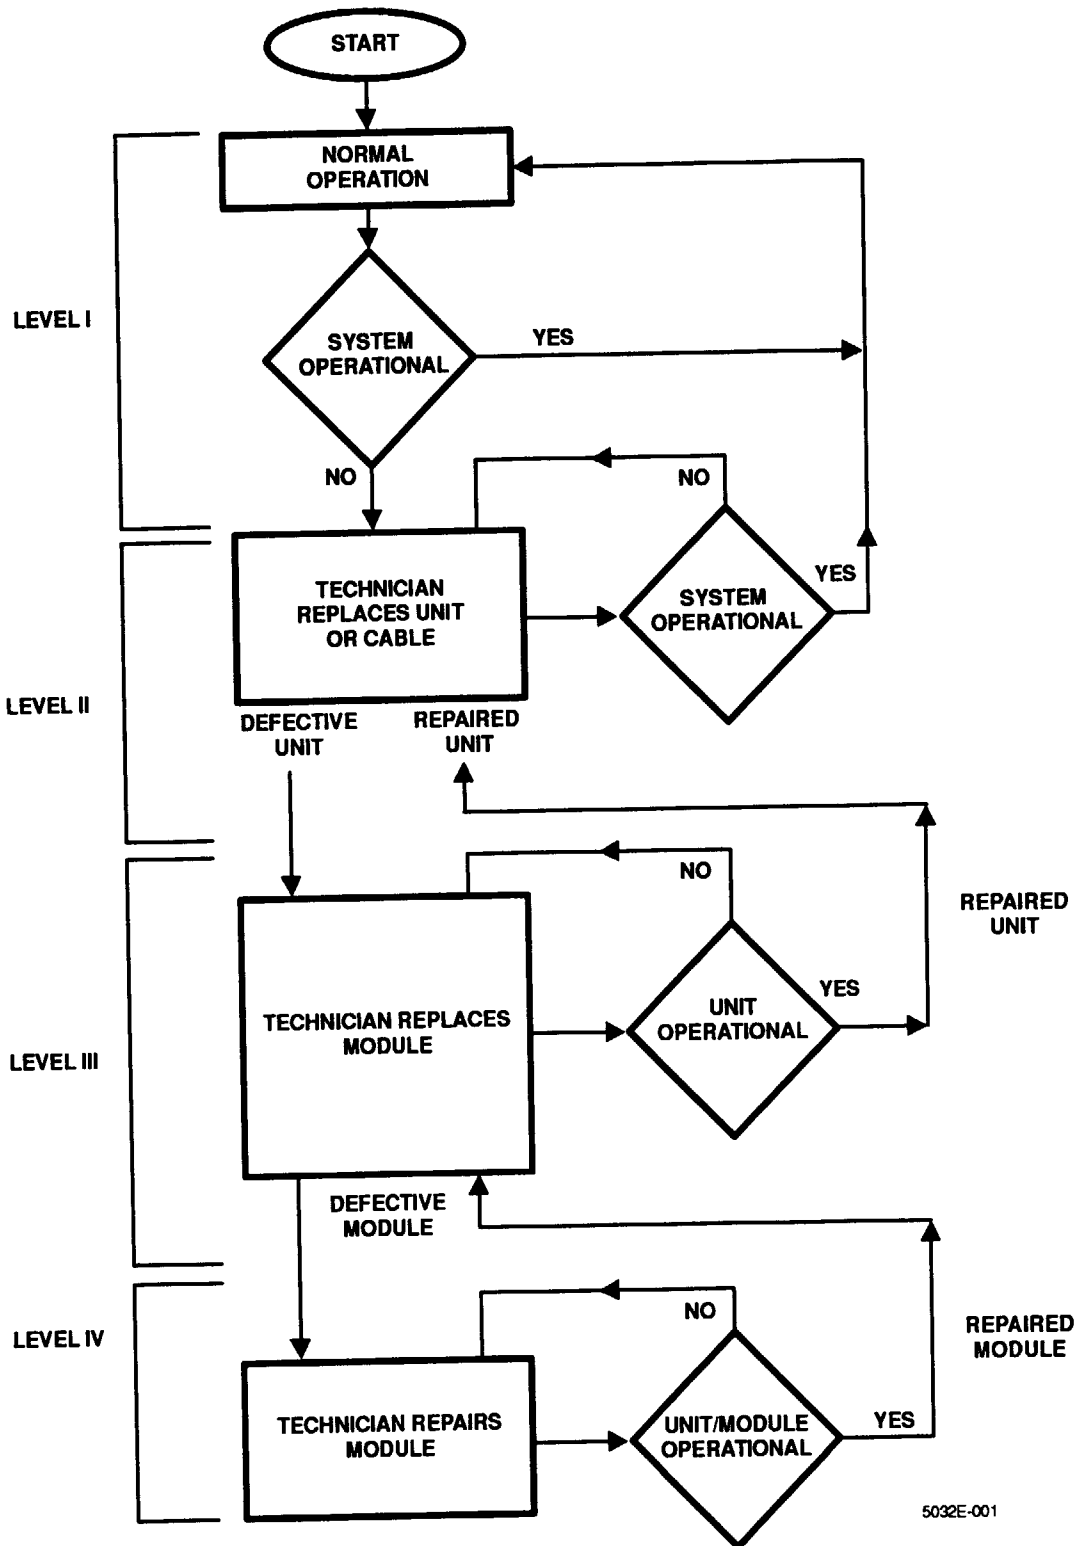 START
NORMAL
OPERATION
LEVEL I
SYSTEM
OPERATIONAL
YES
NO
NO
TECHNICIAN
REPLACES UNIT
OR CABLE
SYSTEM
OPERATIONAL
YES
LEVEL II
DEFECTIVE
UNIT
REPAIRED
UNIT
NO
REPAIRED
UNIT
TECHNICIAN REPLACES
MODULE
UNIT
OPERATIONAL
YES
LEVEL III
DEFECTIVE
MODULE
NO
REPAIRED
MODULE
LEVEL IV
TECHNICIAN REPAIRS
MODULE
UNIT/MODULE
OPERATIONAL
YES
5032E-001